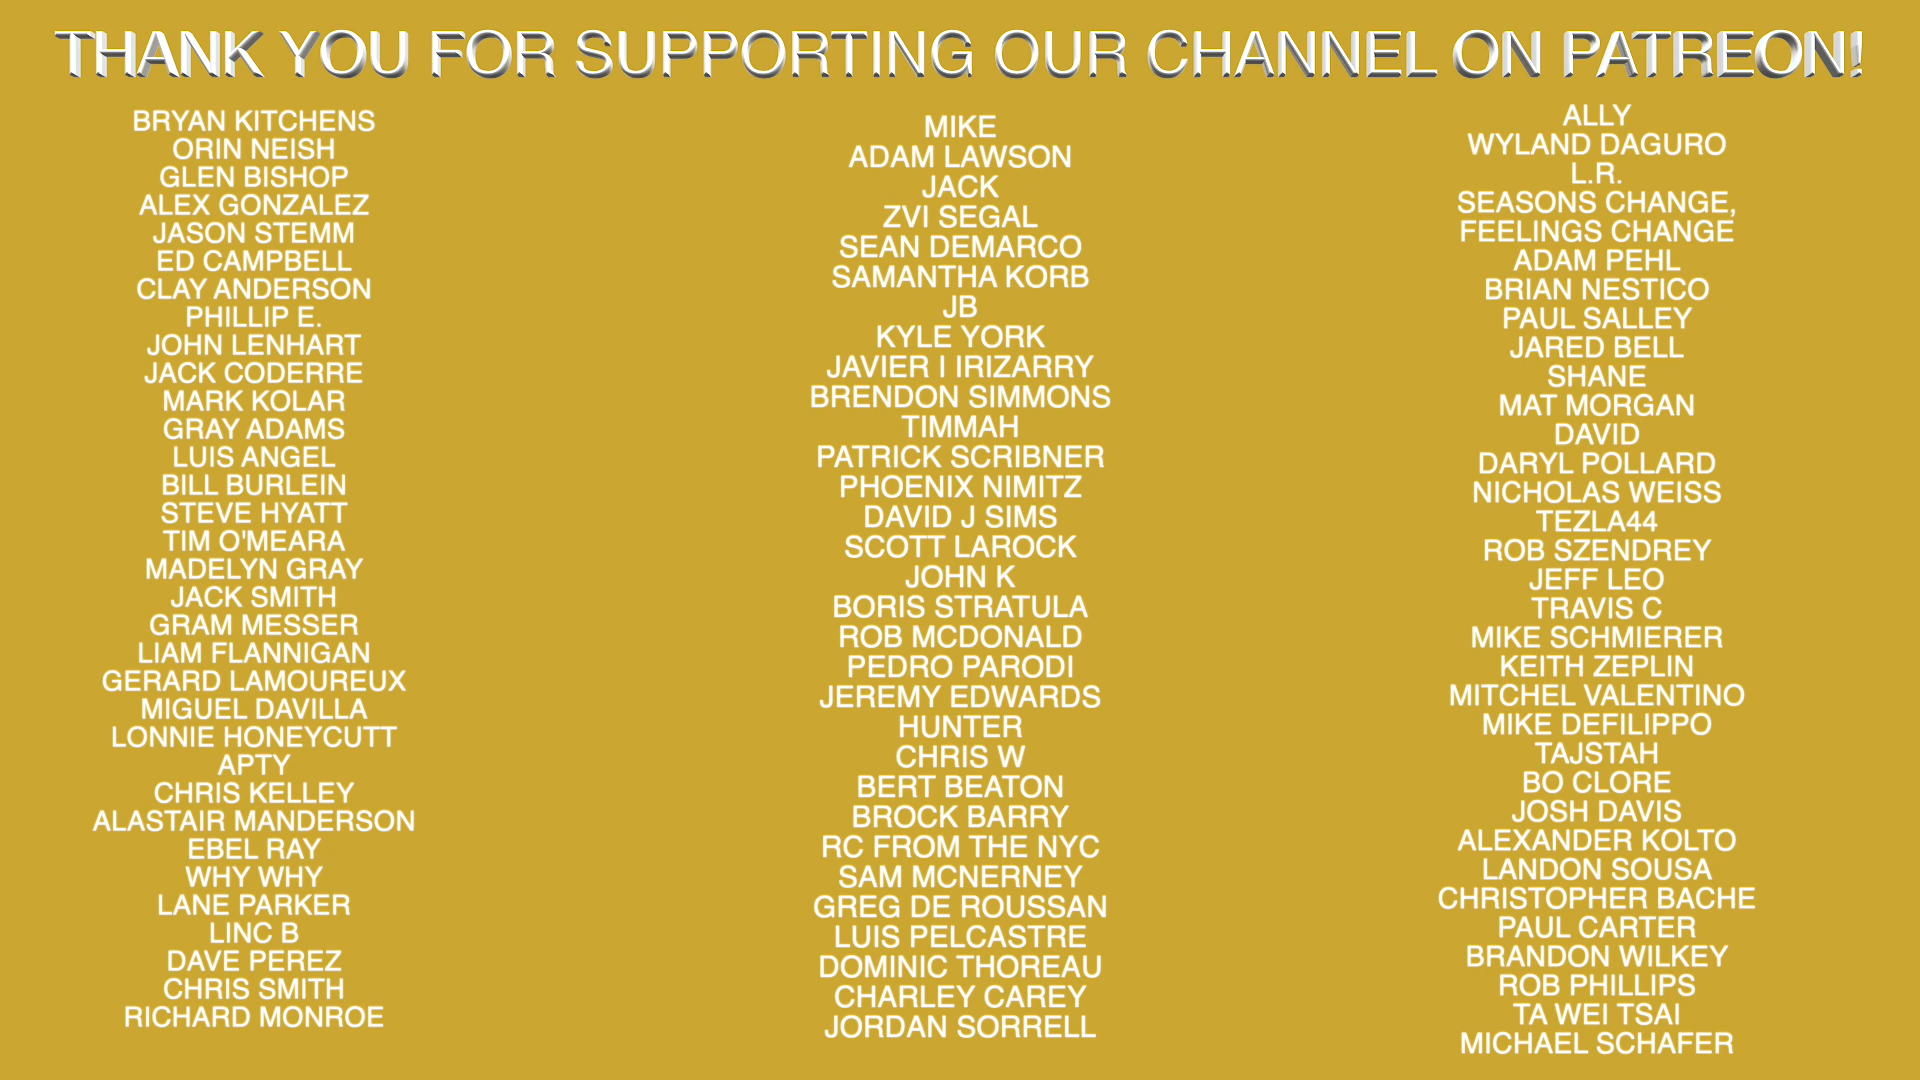 THANK YOU FOR SUPPORTING OUR CHANNEL ON PATREON!
BRYAN KITCHENS
ORIN NEISH
GLEN BISHOP
ALEX GONZALEZ
JASON STEMM
ED CAMPBELL
CLAY ANDERSON
PHILLIP E.
JOHN LENHART
JACK CODERRE
MARK KOLAR
GRAY ADAMS
LUIS ANGEL
BILL BURLEIN
STEVE HYATT
TIM O'MEARA
MADELYN GRAY
JACK SMITH
GRAM MESSER
LIAM FLANNIGAN
GERARD LAMOUREUX
MIGUEL DAVILLA
LONNIE HONEYCUTT
APTY
CHRIS KELLEY
ALASTAIR MANDERSON
EBEL RAY
WHY WHY
LANE PARKER
LINC B
DAVE PEREZ
CHRIS SMITH
RICHARD MONROE
MIKE
ADAM LAWSON
JACK
ZVI SEGAL
SEAN DEMARCO
SAMANTHA KORB
JB
KYLE YORK
JAVIER I IRIZARRY
BRENDON SIMMONS
TIMMAH
PATRICK SCRIBNER
PHOENIX NIMITZ
DAVID J SIMS
SCOTT LAROCK
JOHN K
BORIS STRATULA
ROB MCDONALD
PEDRO PARODI
JEREMY EDWARDS
HUNTER
CHRIS W
BERT BEATON
BROCK BARRY
RC FROM THE NYC
SAM MCNERNEY
GREG DE ROUSSAN
LUIS PELCASTRE
DOMINIC THOREAU
CHARLEY CAREY
JORDAN SORRELL
ALLY
WYLAND DAGURO
L.R.
SEASONS CHANGE,
FEELINGS CHANGE
ADAM PEHL
BRIAN NESTICO
PAUL SALLEY
JARED BELL
SHANE
MAT MORGAN
DAVID
DARYL POLLARD
NICHOLAS WEISS
TEZLA44
ROB SZENDREY
JEFF LEO
TRAVIS C
MIKE SCHMIERER
KEITH ZEPLIN
MITCHEL VALENTINO
MIKE DEFILIPPO
TAJSTAH
BO CLORE
JOSH DAVIS
ALEXANDER KOLTO
LANDON SOUSA
CHRISTOPHER BACHE
PAUL CARTER
BRANDON WILKEY
ROB PHILLIPS
TA WEI TSAI
MICHAEL SCHAFER